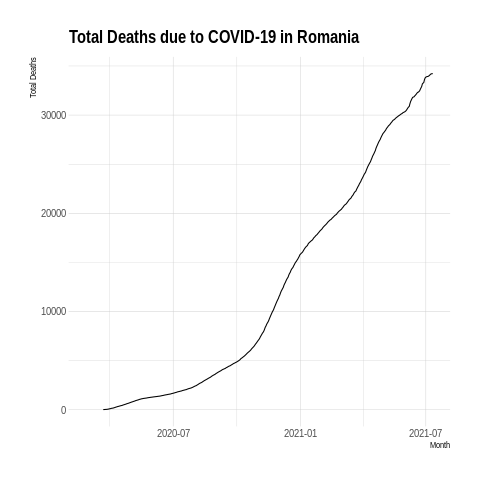 Total Deaths due to COVID-19 in Romania
Total Deaths
30000
20000
10000
0
2020-07 2021-01 2021-07
Month